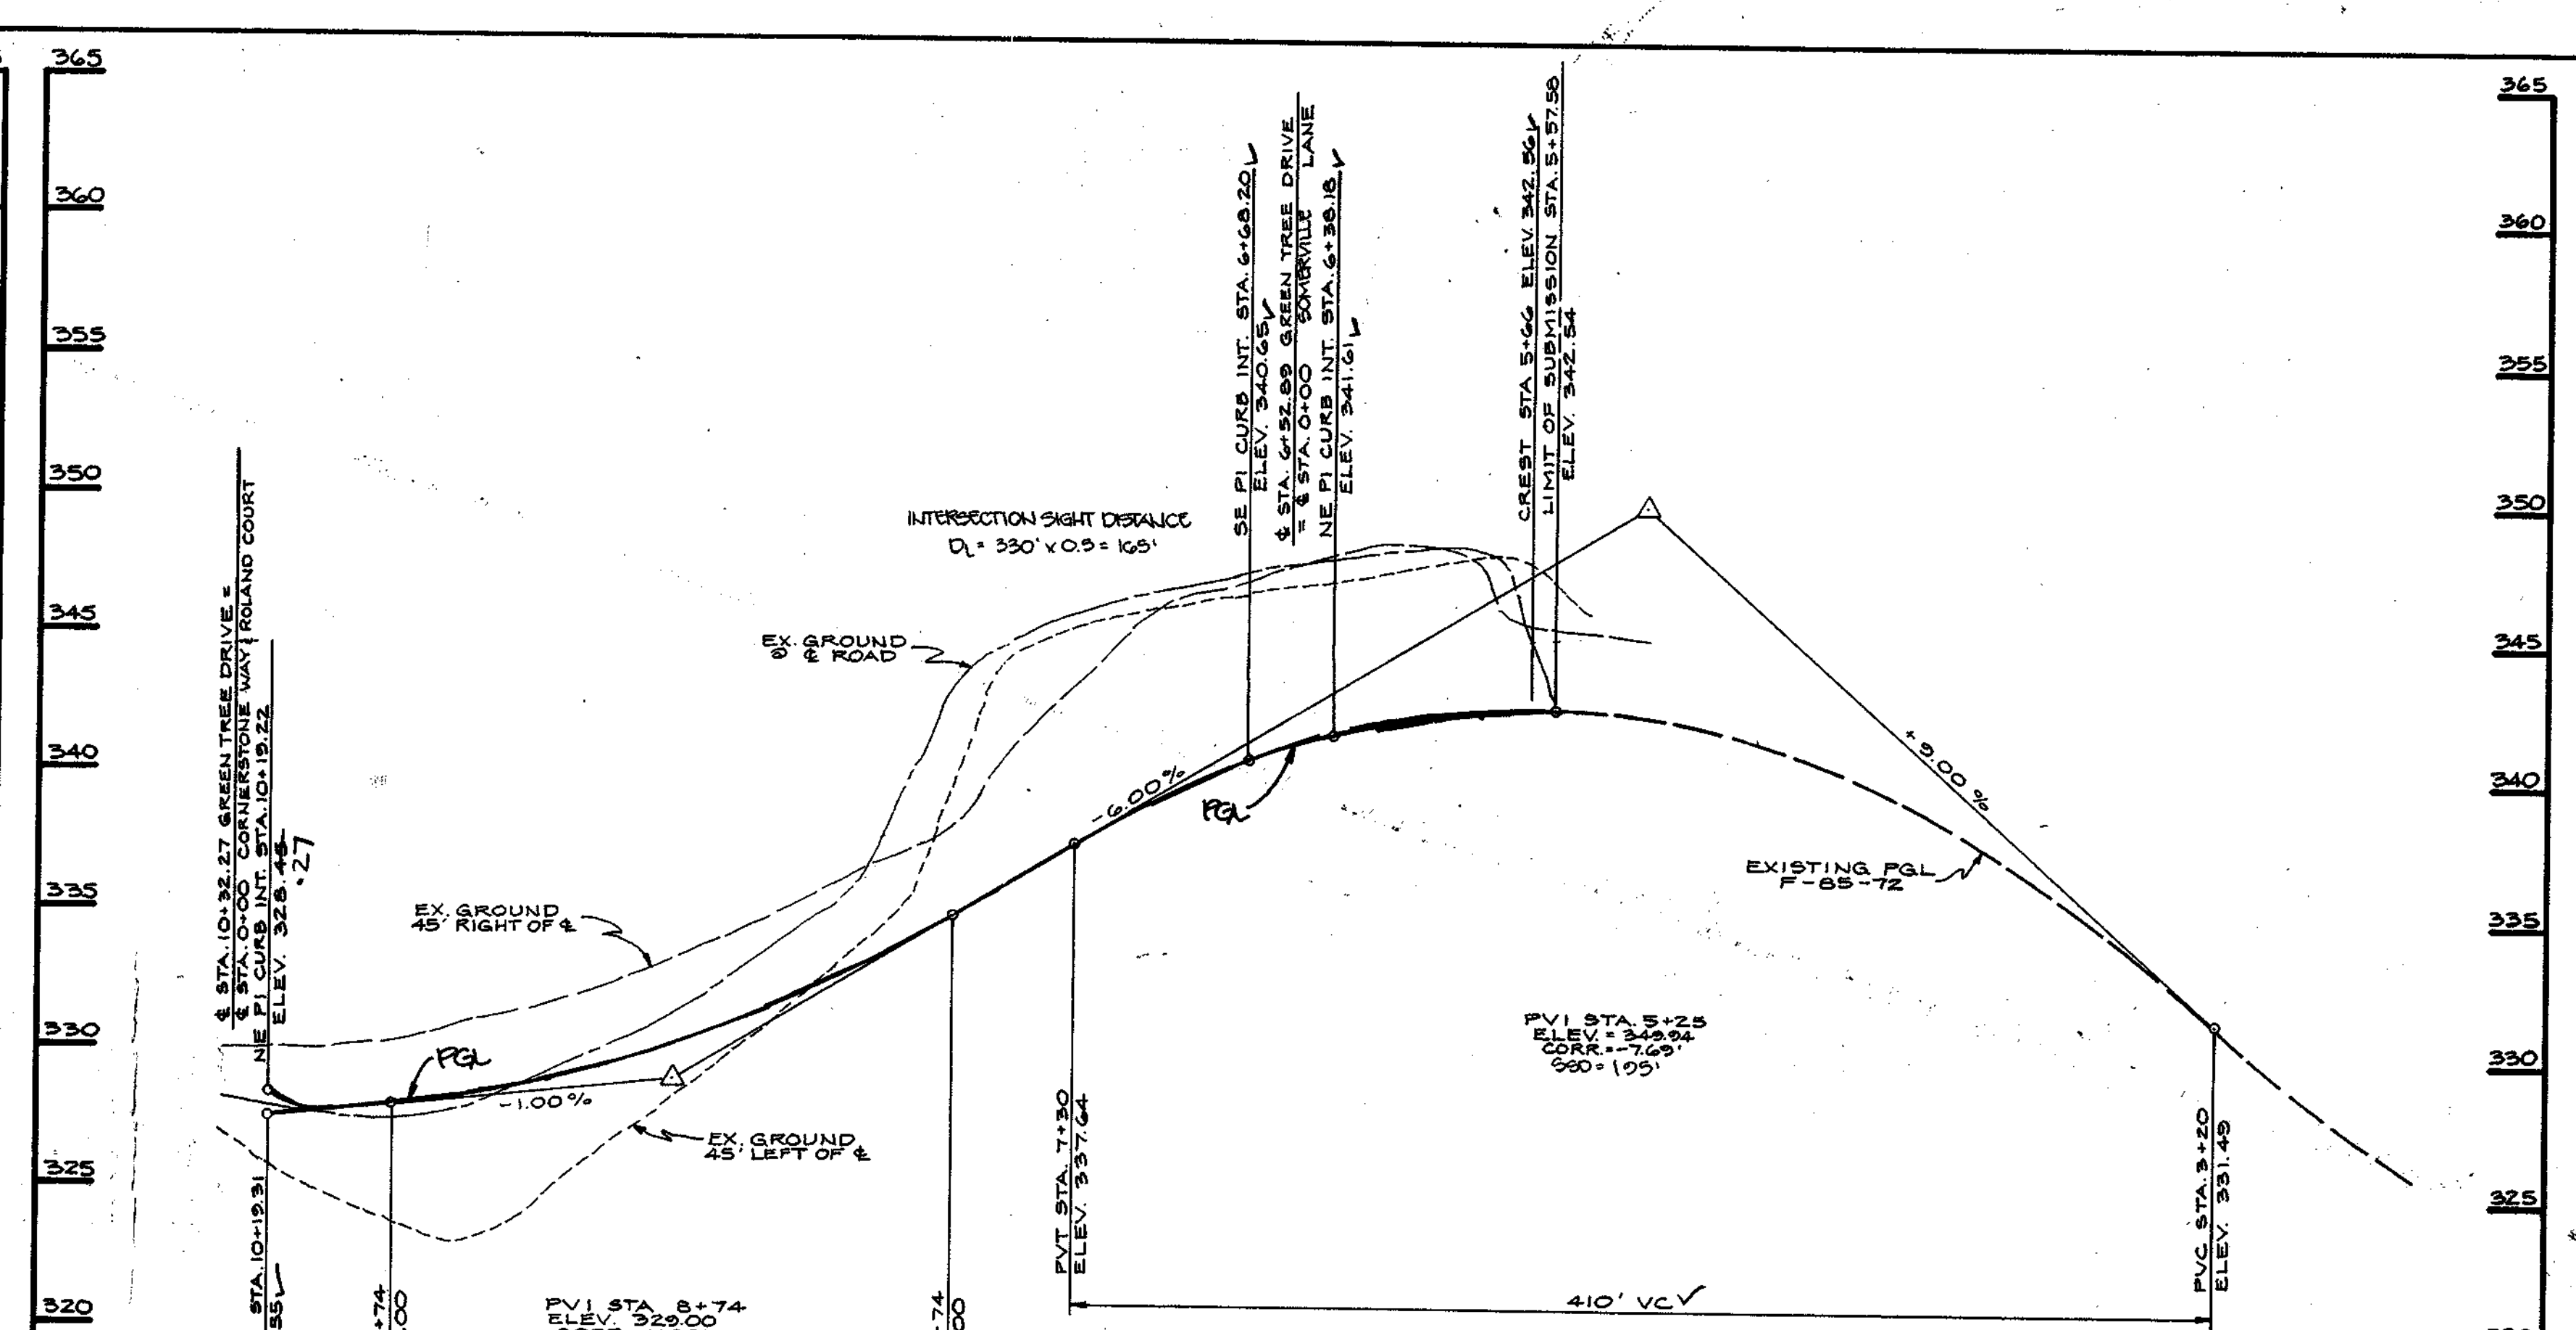 365
360
355
350
345
340
335
330
325
320
365
360
355
350
345
340
335
330
325
℄ STA. 10+32.27 GREEN TREE DRIVE =
℄ STA. 0+00 CORNERSTONE WAY / ROLAND COURT
NE PI CURB INT. STA. 10+19.22
ELEV. 328.45
.27
INTERSECTION SIGHT DISTANCE
DL = 330' x 0.5 = 165'
SE PI CURB INT. STA. 6+68.20
ELEV. 340.65
℄ STA. 6+52.89 GREEN TREE DRIVE
= ℄ STA. 0+00 SOMERVILLE LANE
NE PI CURB INT. STA. 6+38.18
ELEV. 341.61
CREST STA 5+66 ELEV. 342.56
LIMIT OF SUBMISSION STA. 5+57.58
ELEV. 342.54
EX. GROUND
@ ℄ ROAD
EX. GROUND
45' RIGHT OF ℄
EX. GROUND
45' LEFT OF ℄
PGL
-1.00%
-6.00%
PGL
+9.00%
EXISTING PGL
F-85-72
PVI STA. 5+25
ELEV. = 349.94
CORR. = -7.69'
SSD = 195'
PVT STA. 7+30
ELEV. 337.64
PVC STA. 3+20
ELEV. 331.49
410' VC
STA. 10+19.31
55
+74
.00
PVI STA 8+74
ELEV. 329.00
-74
00